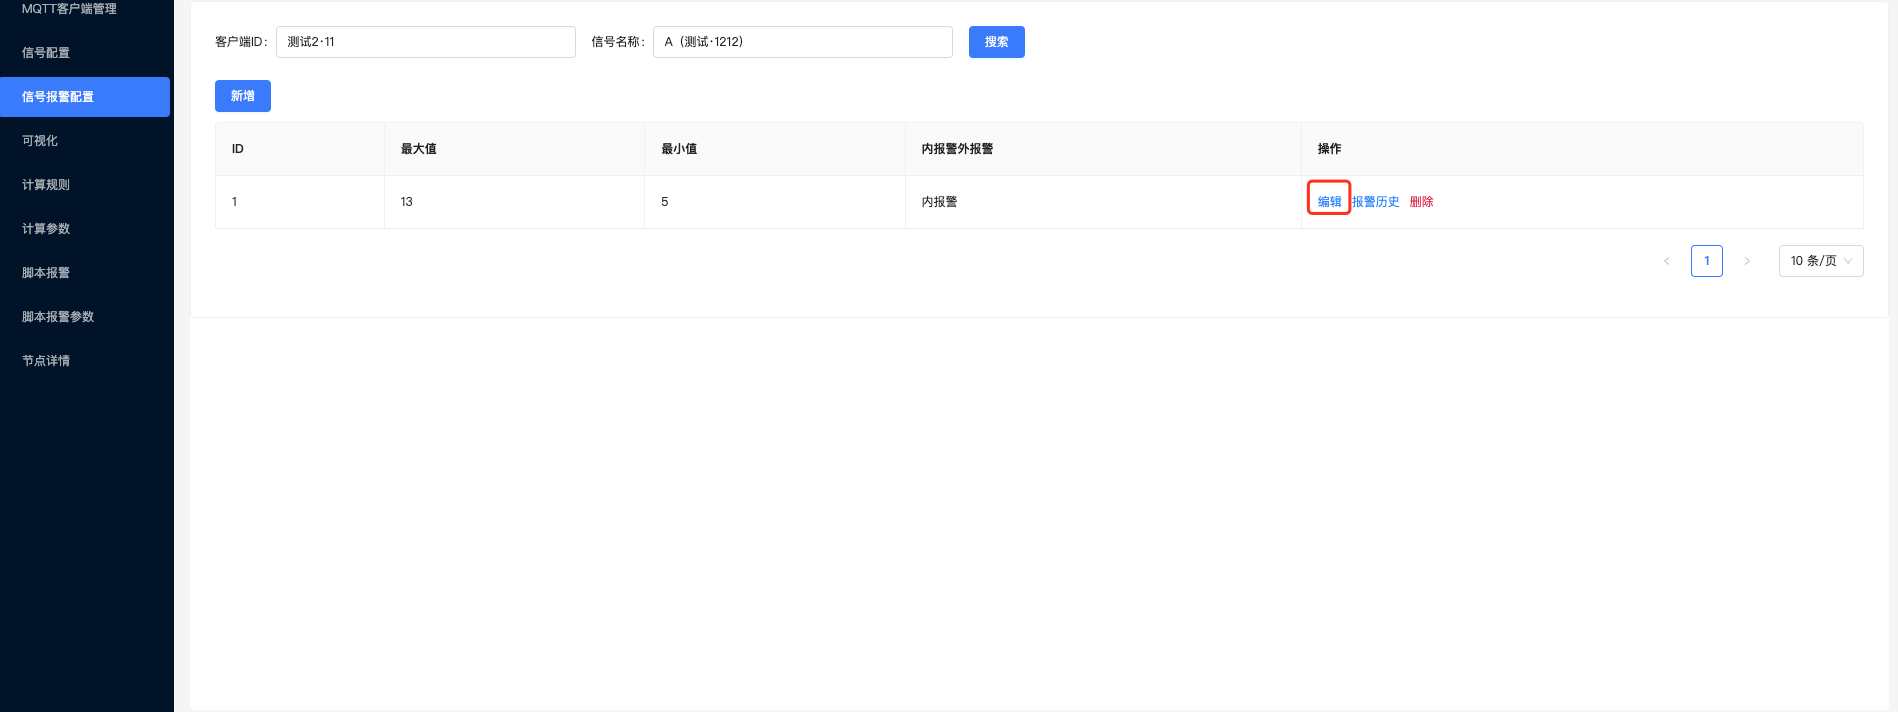 MQTT客户端管理
信号配置
信号报警配置
可视化
计算规则
计算参数
脚本报警
脚本报警参数
节点详情
客户端ID： 测试2·11 信号名称： A（测试·1212） 搜索
新增
ID 最大值 最小值 内报警外报警 操作
1 13 5 内报警 编辑 报警历史 删除
< 1 > 10 条/页